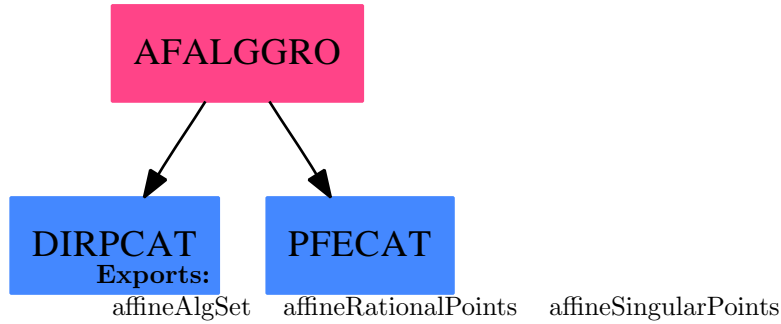 AFALGGRO
DIRPCAT PFECAT
Exports:
affineAlgSet affineRationalPoints affineSingularPoints